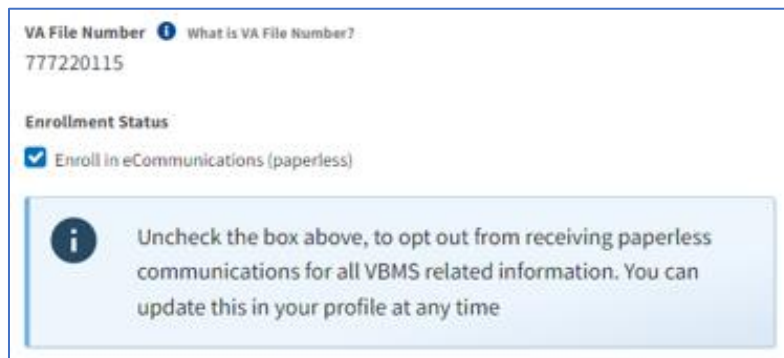 VA File Number i What is VA File Number?
777220115
Enrollment Status
Enroll in eCommunications (paperless)
i
Uncheck the box above, to opt out from receiving paperless
communications for all VBMS related information. You can
update this in your profile at any time